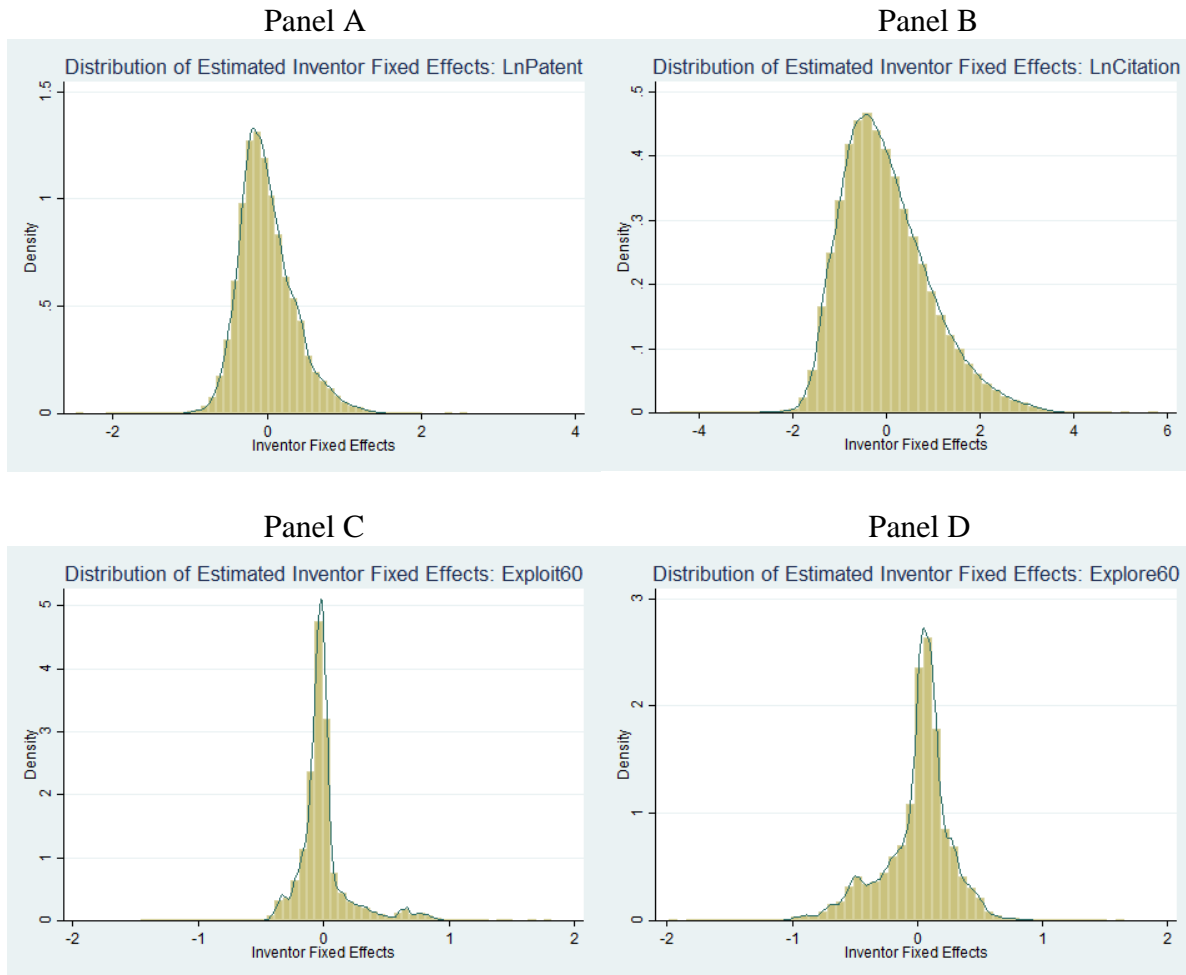 Panel A
Distribution of Estimated Inventor Fixed Effects: LnPatent
Density
0
.5
1
1.5
-2
0
2
4
Inventor Fixed Effects
Panel B
Distribution of Estimated Inventor Fixed Effects: LnCitation
Density
0
.1
.2
.3
.4
.5
-4
-2
0
2
4
6
Inventor Fixed Effects
Panel C
Distribution of Estimated Inventor Fixed Effects: Exploit60
Density
0
1
2
3
4
5
-2
-1
0
1
2
Inventor Fixed Effects
Panel D
Distribution of Estimated Inventor Fixed Effects: Explore60
Density
0
1
2
3
-2
-1
0
1
2
Inventor Fixed Effects